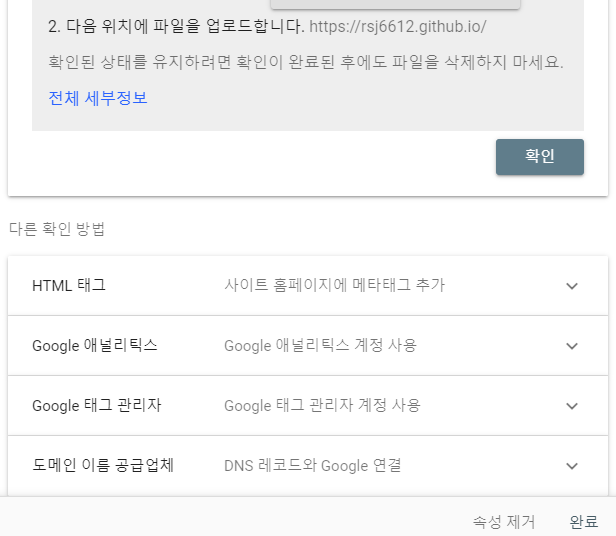 2. 다음 위치에 파일을 업로드합니다. https://rsj6612.github.io/
확인된 상태를 유지하려면 확인이 완료된 후에도 파일을 삭제하지 마세요.
전체 세부정보
확인
다른 확인 방법
HTML 태그 사이트 홈페이지에 메타태그 추가
Google 애널리틱스 Google 애널리틱스 계정 사용
Google 태그 관리자 Google 태그 관리자 계정 사용
도메인 이름 공급업체 DNS 레코드와 Google 연결
속성 제거 완료